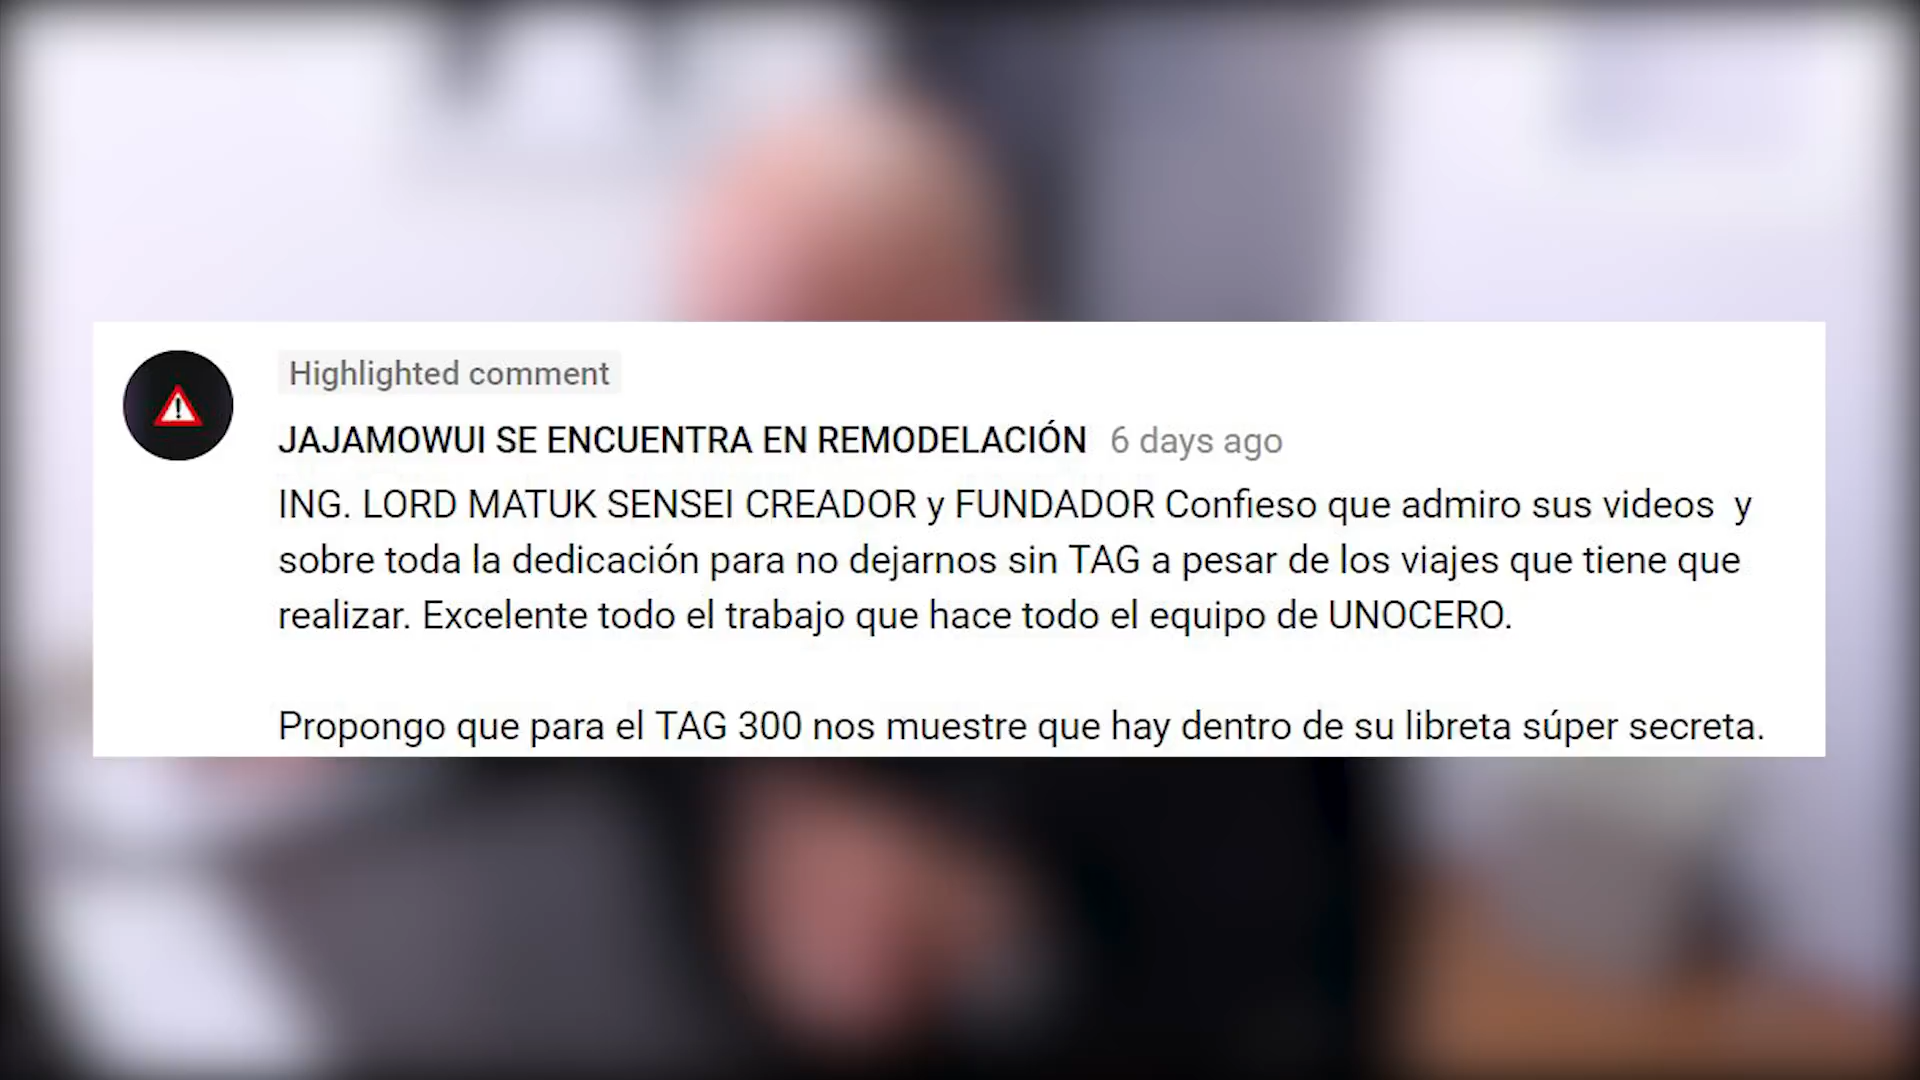 Highlighted comment
JAJAMOWUI SE ENCUENTRA EN REMODELACIÓN 6 days ago
ING. LORD MATUK SENSEI CREADOR y FUNDADOR Confieso que admiro sus videos y
sobre toda la dedicación para no dejarnos sin TAG a pesar de los viajes que tiene que
realizar. Excelente todo el trabajo que hace todo el equipo de UNOCERO.
Propongo que para el TAG 300 nos muestre que hay dentro de su libreta súper secreta.